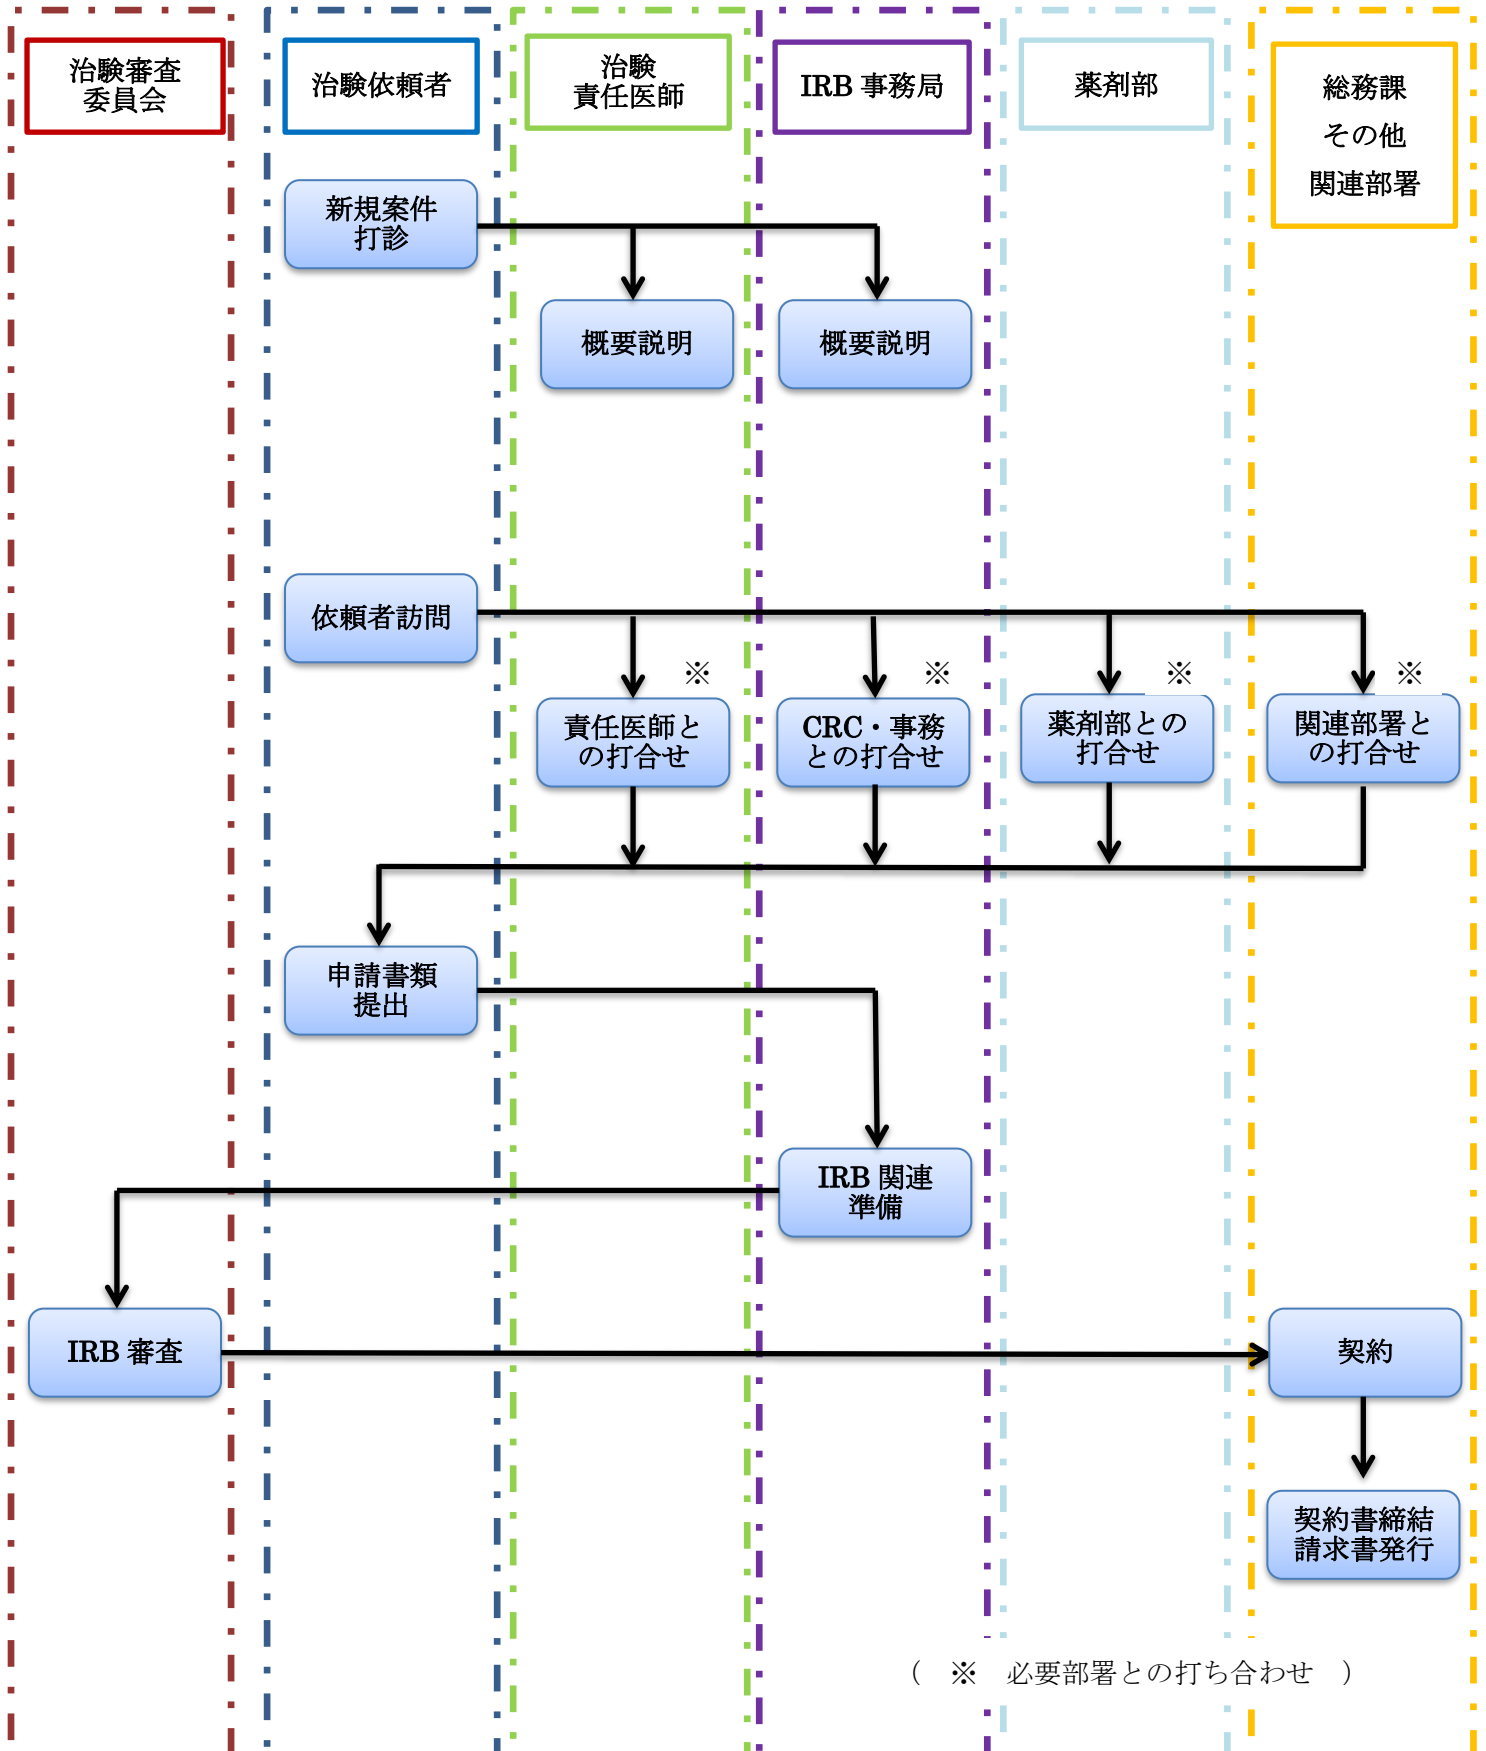 治験審査
委員会
治験依頼者
治験
責任医師
IRB 事務局
薬剤部
総務課
その他
関連部署
新規案件
打診
概要説明
概要説明
依頼者訪問
※
※
※
※
責任医師と
の打合せ
CRC・事務
との打合せ
薬剤部との
打合せ
関連部署と
の打合せ
申請書類
提出
IRB 関連
準備
IRB 審査
契約
契約書締結
請求書発行
（　※　必要部署との打ち合わせ　）